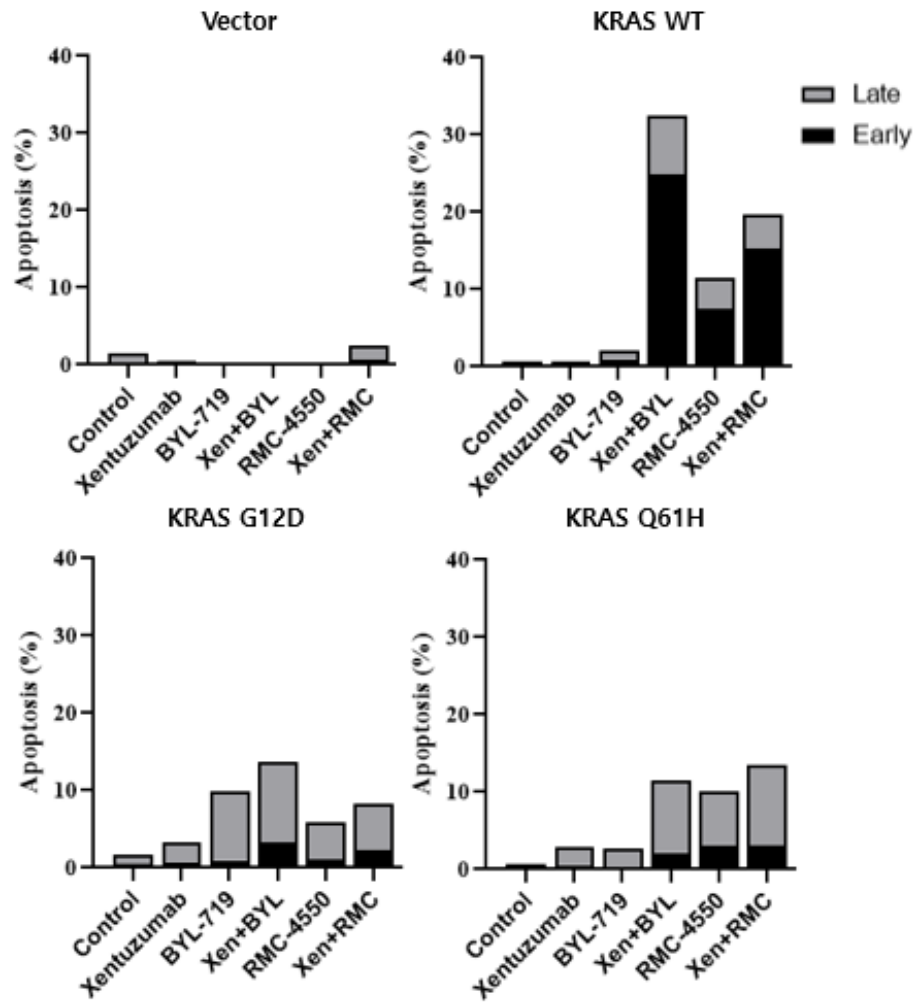 Vector
40
30
20
10
0
Apoptosis (%)
Control
Xentuzumab
BYL-719
Xen+BYL
RMC-4550
Xen+RMC
KRAS WT
40
30
20
10
0
Apoptosis (%)
Control
Xentuzumab
BYL-719
Xen+BYL
RMC-4550
Xen+RMC
Late
Early
KRAS G12D
40
30
20
10
0
Apoptosis (%)
Control
Xentuzumab
BYL-719
Xen+BYL
RMC-4550
Xen+RMC
KRAS Q61H
40
30
20
10
0
Apoptosis (%)
Control
Xentuzumab
BYL-719
Xen+BYL
RMC-4550
Xen+RMC